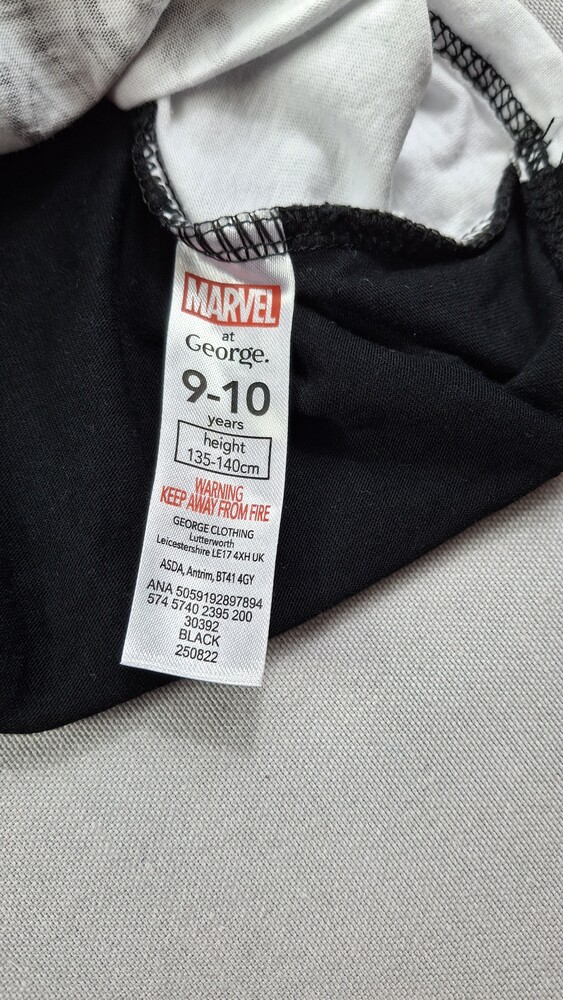 MARVEL
at
George.
9-10
years
height
135-140cm
WARNING
KEEP AWAY FROM FIRE
GEORGE CLOTHING
Lutterworth
Leicestershire LE17 4XH UK
ASDA, Antrim, BT41 4GY
ANA 5059192897894
574 5740 2395 200
30392
BLACK
250822